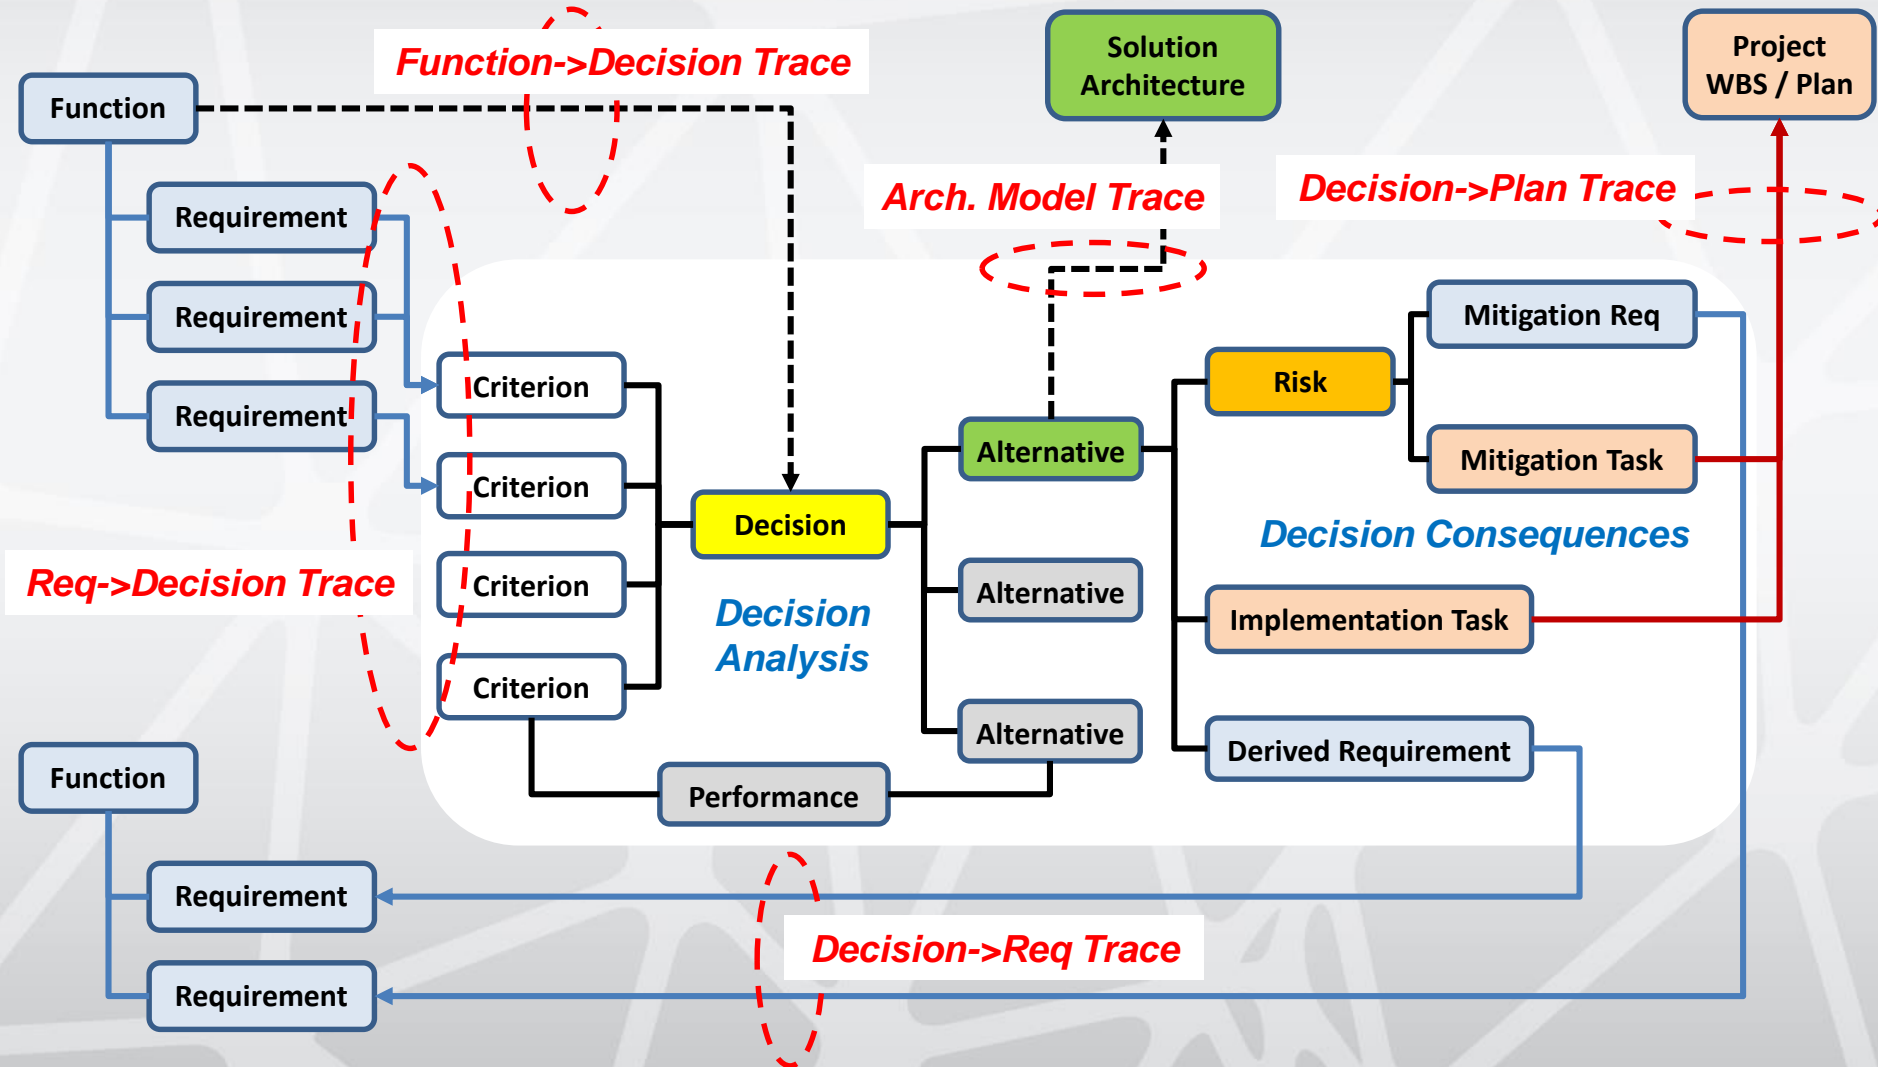 Function->Decision Trace
Solution
Architecture
Project
WBS / Plan
Function
Requirement
Arch. Model Trace
Decision->Plan Trace
Requirement
Mitigation Req
Requirement
Criterion
Risk
Alternative
Mitigation Task
Criterion
Decision
Decision Consequences
Req->Decision Trace
Criterion
Decision
Analysis
Alternative
Implementation Task
Criterion
Alternative
Derived Requirement
Function
Performance
Requirement
Decision->Req Trace
Requirement